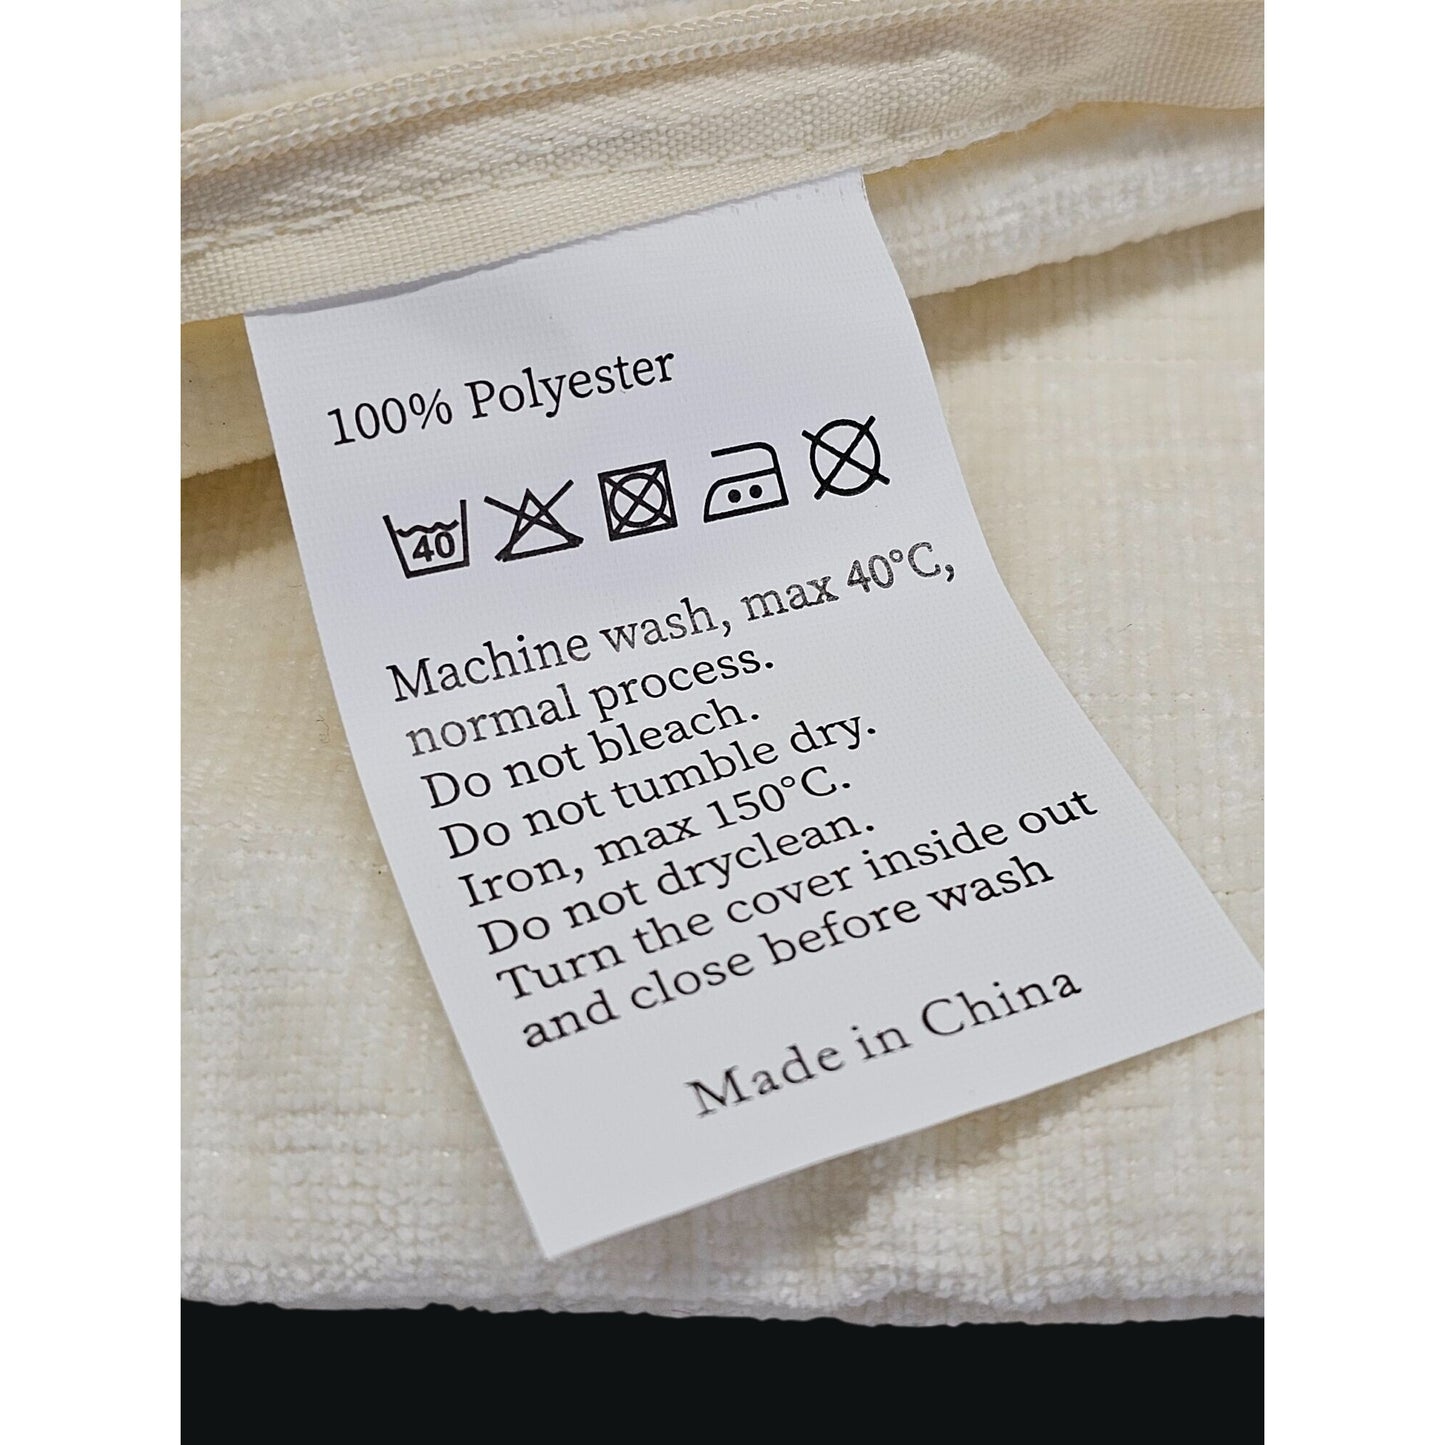 100% Polyester
40
Machine wash, max 40°C,
normal process.
Do not bleach.
Do not tumble dry.
Iron, max 150°C.
Do not dryclean.
Turn the cover inside out
and close before wash
Made in China